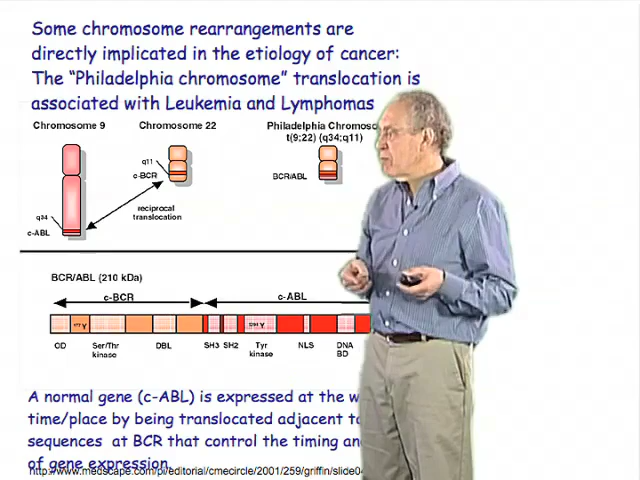 Some chromosome rearrangements are
directly implicated in the etiology of cancer:
The “Philadelphia chromosome” translocation is
associated with Leukemia and Lymphomas
Chromosome 9
Chromosome 22
Philadelphia Chromoso
t(9;22) (q34;q11)
q11
c-BCR
BCR/ABL
reciprocal
translocation
q34
c-ABL
BCR/ABL (210 kDa)
c-BCR
c-ABL
OD
Ser/Thr
kinase
DBL
SH3
SH2
Tyr
kinase
NLS
DNA
BD
A normal gene (c-ABL) is expressed at the w
time/place by being translocated adjacent to
sequences at BCR that control the timing an
of gene expression.
http://www.medscape.com/pi/editorial/cmecircle/2001/259/griffin/slide04